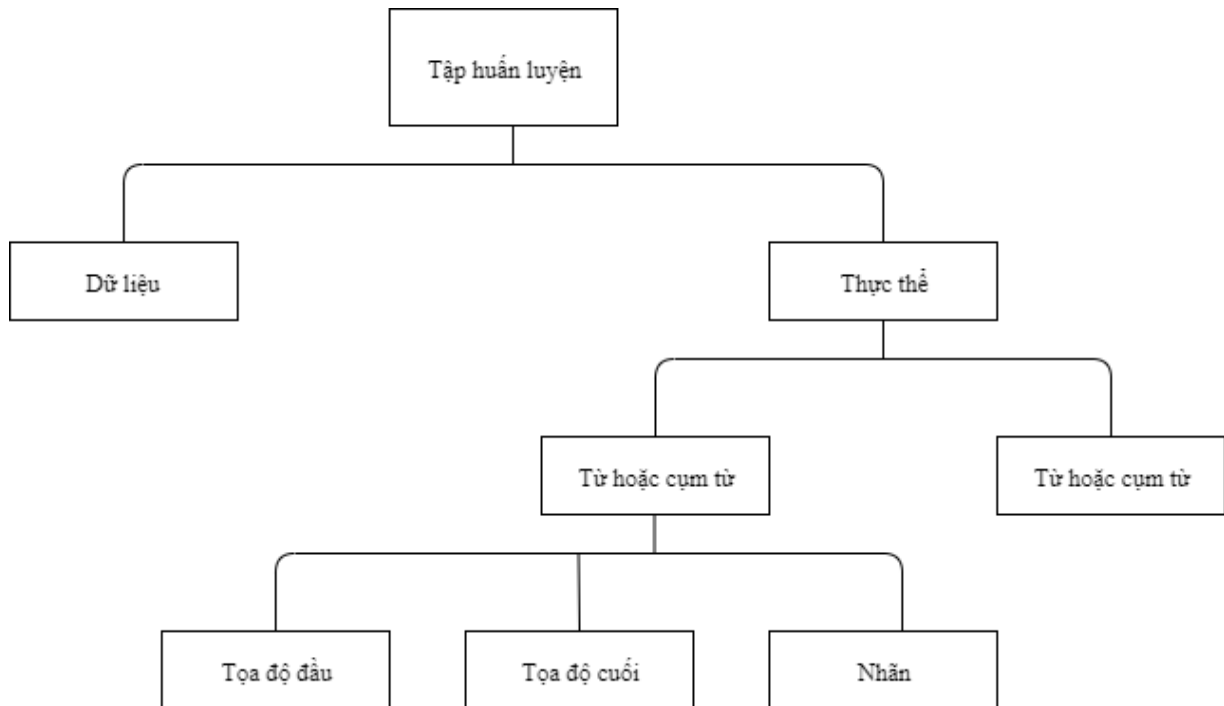 Tập huấn luyện
Dữ liệu
Thực thể
Từ hoặc cụm từ
Từ hoặc cụm từ
Tọa độ đầu
Tọa độ cuối
Nhãn